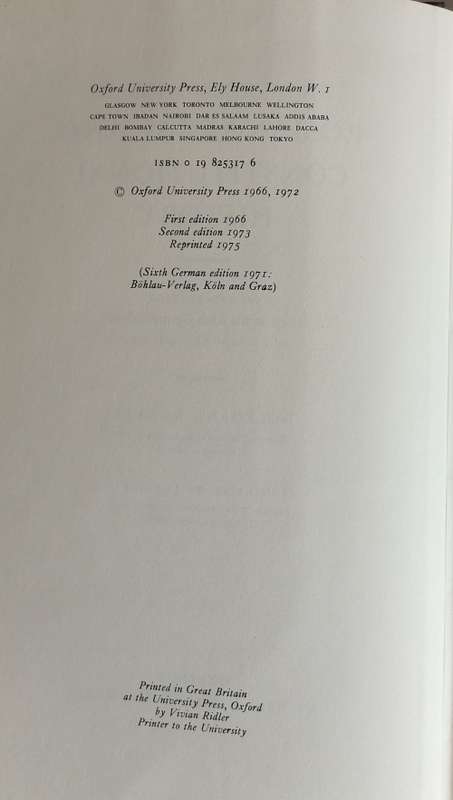 Oxford University Press, Ely House, London W. 1
GLASGOW NEW YORK TORONTO MELBOURNE WELLINGTON
CAPE TOWN IBADAN NAIROBI DAR ES SALAAM LUSAKA ADDIS ABABA
DELHI BOMBAY CALCUTTA MADRAS KARACHI LAHORE DACCA
KUALA LUMPUR SINGAPORE HONG KONG TOKYO
ISBN 0 19 825317 6
© Oxford University Press 1966, 1972
First edition 1966
Second edition 1973
Reprinted 1975
(Sixth German edition 1971:
Böhlau-Verlag, Köln and Graz)
Printed in Great Britain
at the University Press, Oxford
by Vivian Ridler
Printer to the University